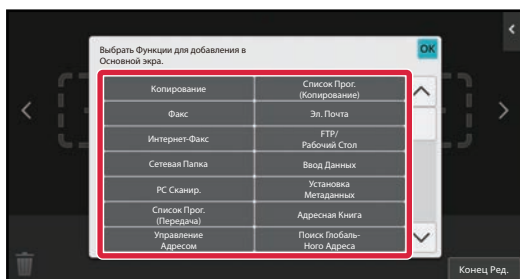 Выбрать Функции для добавления в
Основной экра.
OK
Копирование
Список Прог.
(Копирование)
Факс
Эл. Почта
Интернет-Факс
FTP/
Рабочий Стол
Сетевая Папка
Ввод Данных
PC Сканир.
Установка
Метаданных
Список Прог.
(Передача)
Адресная Книга
Управление
Адресом
Поиск Глобаль-
Ного Адреса
Конец Ред.